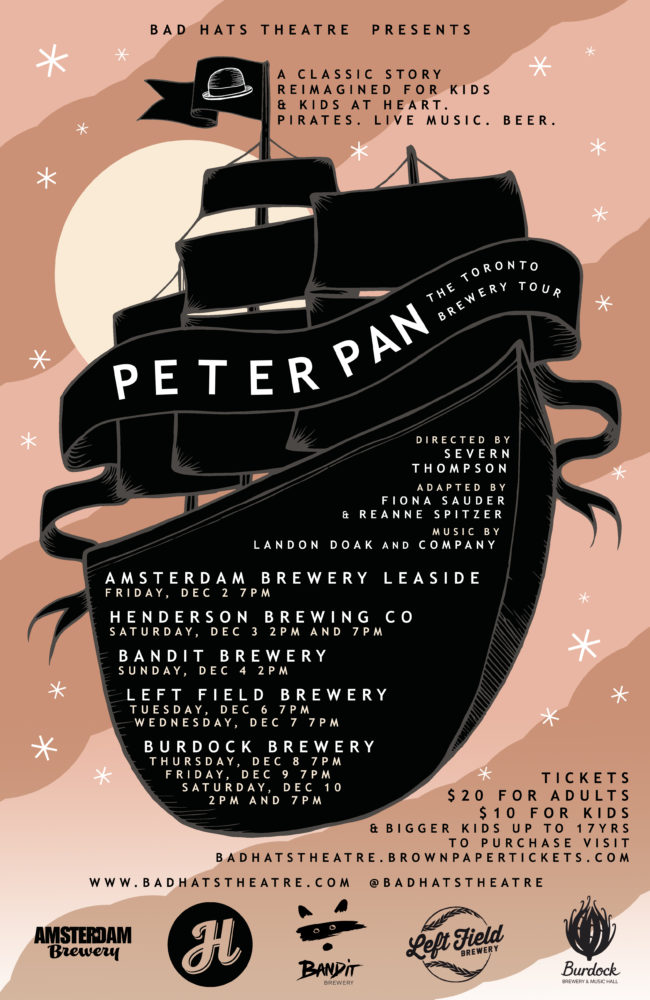 BAD HATS THEATRE PRESENTS
A CLASSIC STORY
REIMAGINED FOR KIDS
& KIDS AT HEART.
PIRATES. LIVE MUSIC. BEER.
PETER PAN
THE TORONTO
BREWERY TOUR
DIRECTED BY
SEVERN
THOMPSON
ADAPTED BY
FIONA SAUDER
& REANNE SPITZER
MUSIC BY
LANDON DOAK AND COMPANY
AMSTERDAM BREWERY LEASIDE
FRIDAY, DEC 2 7PM
HENDERSON BREWING CO
SATURDAY, DEC 3 2PM AND 7PM
BANDIT BREWERY
SUNDAY, DEC 4 2PM
LEFT FIELD BREWERY
TUESDAY, DEC 6 7PM
WEDNESDAY, DEC 7 7PM
BURDOCK BREWERY
THURSDAY, DEC 8 7PM
FRIDAY, DEC 9 7PM
SATURDAY, DEC 10
2PM AND 7PM
TICKETS
$20 FOR ADULTS
$10 FOR KIDS
& BIGGER KIDS UP TO 17YRS
TO PURCHASE VISIT
BADHATSTHEATRE.BROWNPAPERTICKETS.COM
WWW.BADHATSTHEATRE.COM @BADHATSTHEATRE
AMSTERDAM
Brewery
H
BANDIT
BREWERY
Left Field
BREWERY
Burdock
BREWERY & MUSIC HALL